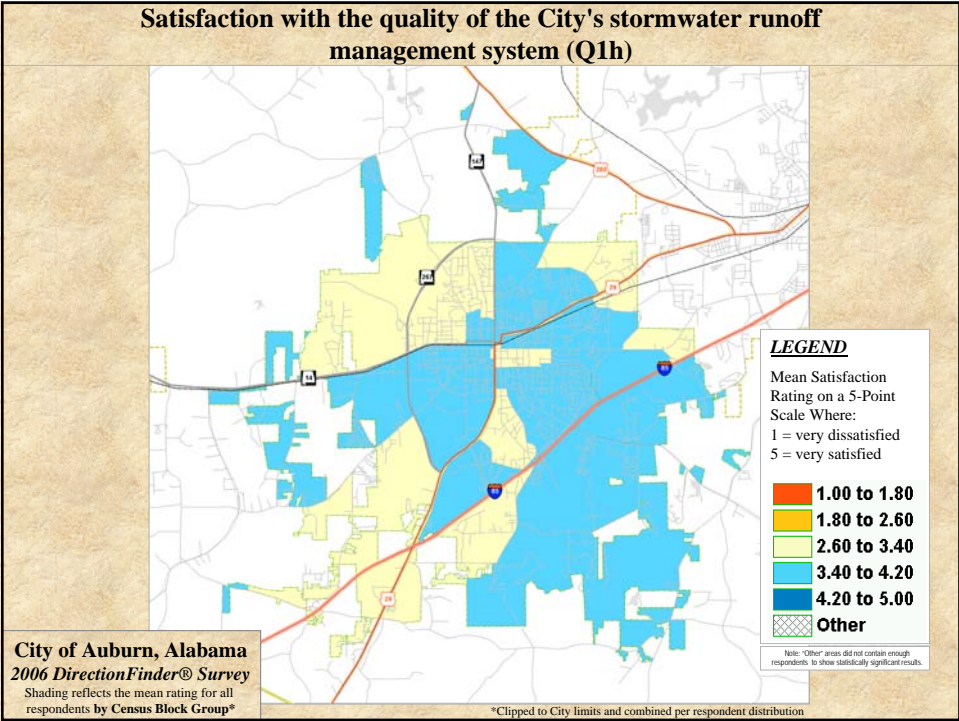 Satisfaction with the quality of the City's stormwater runoff
management system (Q1h)
147
280
267
29
14
85
85
29
LEGEND
Mean Satisfaction
Rating on a 5-Point
Scale Where:
1 = very dissatisfied
5 = very satisfied
1.00 to 1.80
1.80 to 2.60
2.60 to 3.40
3.40 to 4.20
4.20 to 5.00
Other
Note: "Other" areas did not contain enough
respondents to show statistically significant results.
City of Auburn, Alabama
2006 DirectionFinder® Survey
Shading reflects the mean rating for all
respondents by Census Block Group*
*Clipped to City limits and combined per respondent distribution